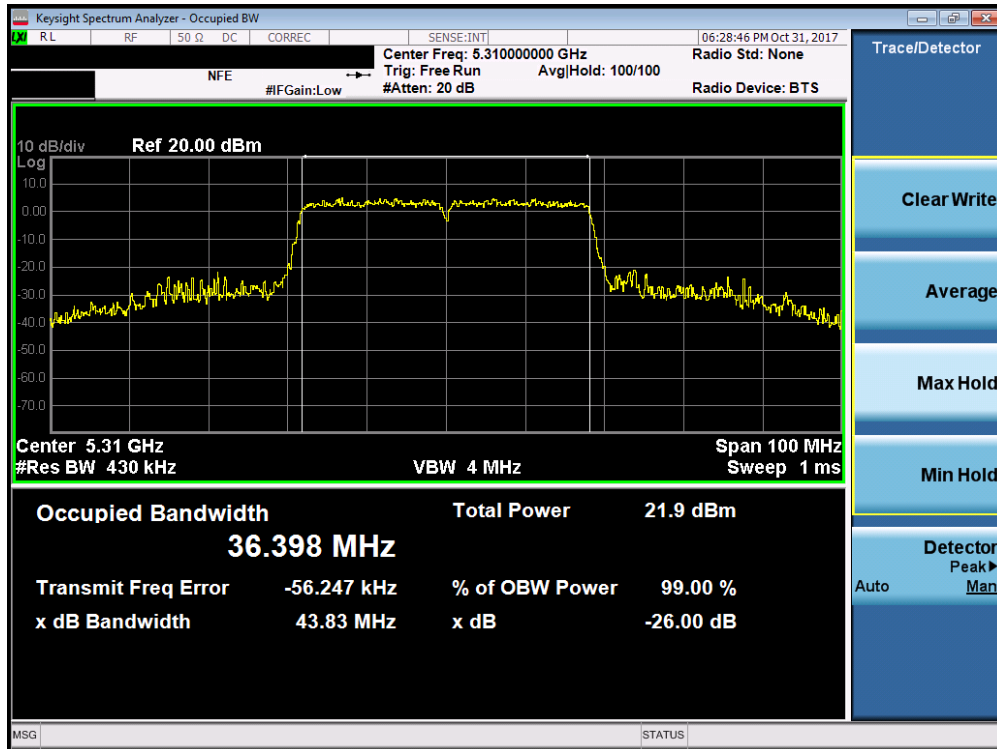 Keysight Spectrum Analyzer - Occupied BW
LXI RL RF 50 Ω DC CORREC SENSE:INT 06:28:46 PM Oct 31, 2017
Center Freq: 5.310000000 GHz Radio Std: None
NFE Trig: Free Run Avg|Hold: 100/100
#IFGain:Low #Atten: 20 dB Radio Device: BTS
10 dB/div Ref 20.00 dBm
Log
10.0
0.00
-10.0
-20.0
-30.0
-40.0
-50.0
-60.0
-70.0
Center 5.31 GHz Span 100 MHz
#Res BW 430 kHz VBW 4 MHz Sweep 1 ms
Occupied Bandwidth Total Power 21.9 dBm
36.398 MHz
Transmit Freq Error -56.247 kHz % of OBW Power 99.00 %
x dB Bandwidth 43.83 MHz x dB -26.00 dB
MSG STATUS
Trace/Detector
Clear Write
Average
Max Hold
Min Hold
Detector
Peak▶
Auto Man